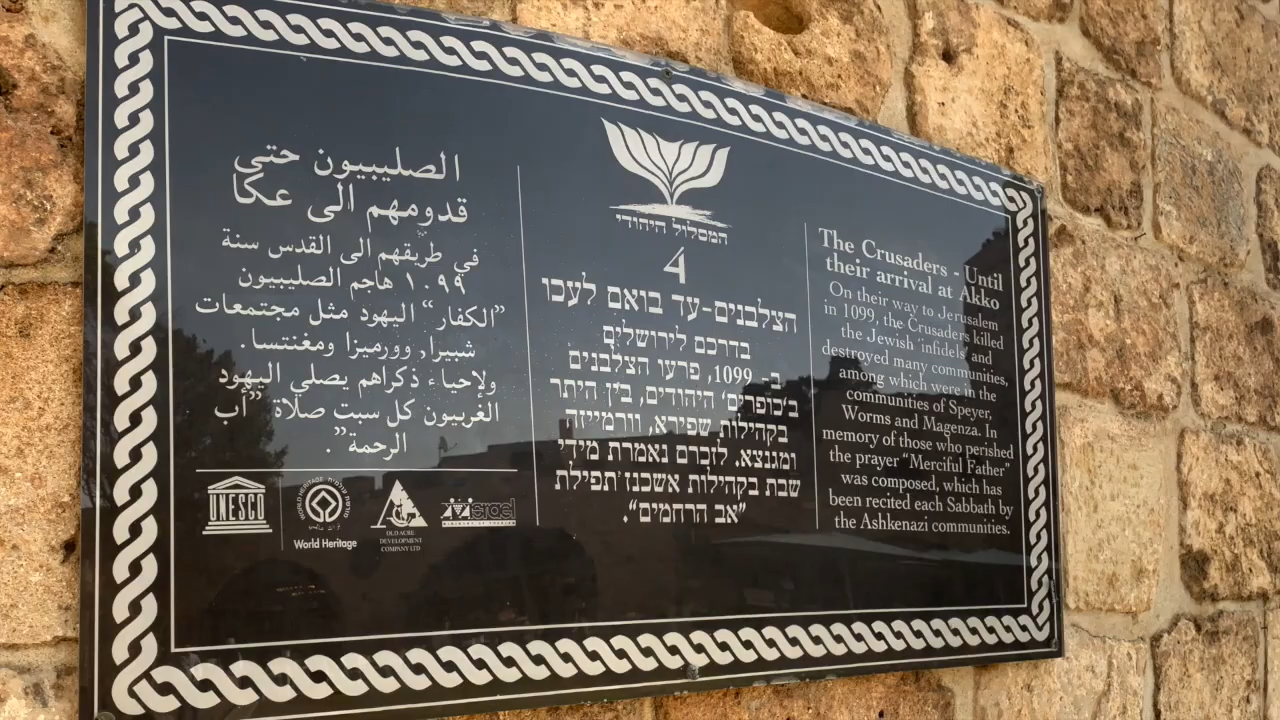 الصليبيون حتى
قدومهم الى عكا
في طريقهم الى القدس سنة
١٠٩٩ هاجم الصليبيون
"الكفار" اليهود مثل مجتمعات
شبيرا, وورميزا ومغنتسا.
ولإحياء ذكراهم يصلي اليهود
الغربيون كل سبت صلاة "أب
الرحمة".
UNESCO
WORLD HERITAGE
World Heritage
OLD ACRE
DEVELOPMENT
COMPANY LTD
israel
MINISTRY OF TOURISM
המסלול היהודי
4
הצלבנים-עד בואם לעכו
בדרכם לירושלים
ב- 1099, פרעו הצלבנים
ב'כופרים' היהודים, בין היתר
בקהילות שפירא, וורמייזה
ומגנצא. לזכרם נאמרת מידי
שבת בקהילות אשכנז תפילת
"אב הרחמים".
The Crusaders - Until
their arrival at Akko
On their way to Jerusalem
in 1099, the Crusaders killed
the Jewish 'infidels' and
destroyed many communities,
among which were in the
communities of Speyer,
Worms and Magenza. In
memory of those who perished
the prayer "Merciful Father"
was composed, which has
been recited each Sabbath by
the Ashkenazi communities.